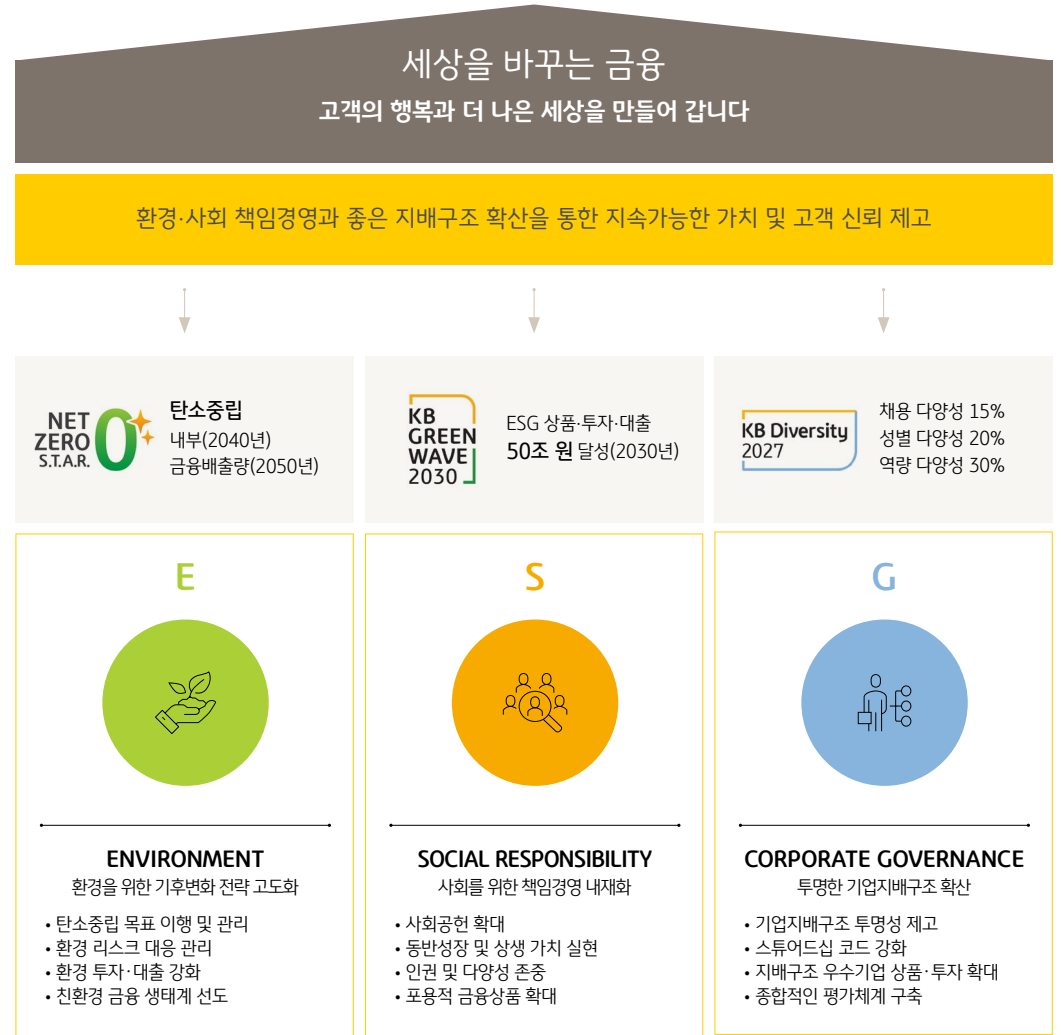 세상을 바꾸는 금융
고객의 행복과 더 나은 세상을 만들어 갑니다
환경·사회 책임경영과 좋은 지배구조 확산을 통한 지속가능한 가치 및 고객 신뢰 제고
NET
ZERO
S.T.A.R.
0
탄소중립
내부(2040년)
금융배출량(2050년)
KB
GREEN
WAVE
2030
ESG 상품·투자·대출
50조 원 달성(2030년)
KB Diversity
2027
채용 다양성 15%
성별 다양성 20%
역량 다양성 30%
E
ENVIRONMENT
환경을 위한 기후변화 전략 고도화
• 탄소중립 목표 이행 및 관리
• 환경 리스크 대응 관리
• 환경 투자·대출 강화
• 친환경 금융 생태계 선도
S
SOCIAL RESPONSIBILITY
사회를 위한 책임경영 내재화
• 사회공헌 확대
• 동반성장 및 상생 가치 실현
• 인권 및 다양성 존중
• 포용적 금융상품 확대
G
CORPORATE GOVERNANCE
투명한 기업지배구조 확산
• 기업지배구조 투명성 제고
• 스튜어드십 코드 강화
• 지배구조 우수기업 상품·투자 확대
• 종합적인 평가체계 구축